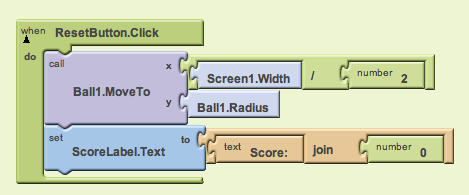 when ResetButton.Click
do call x Screen1.Width / number 2
Ball1.MoveTo
y Ball1.Radius
set ScoreLabel.Text to text Score: join number 0